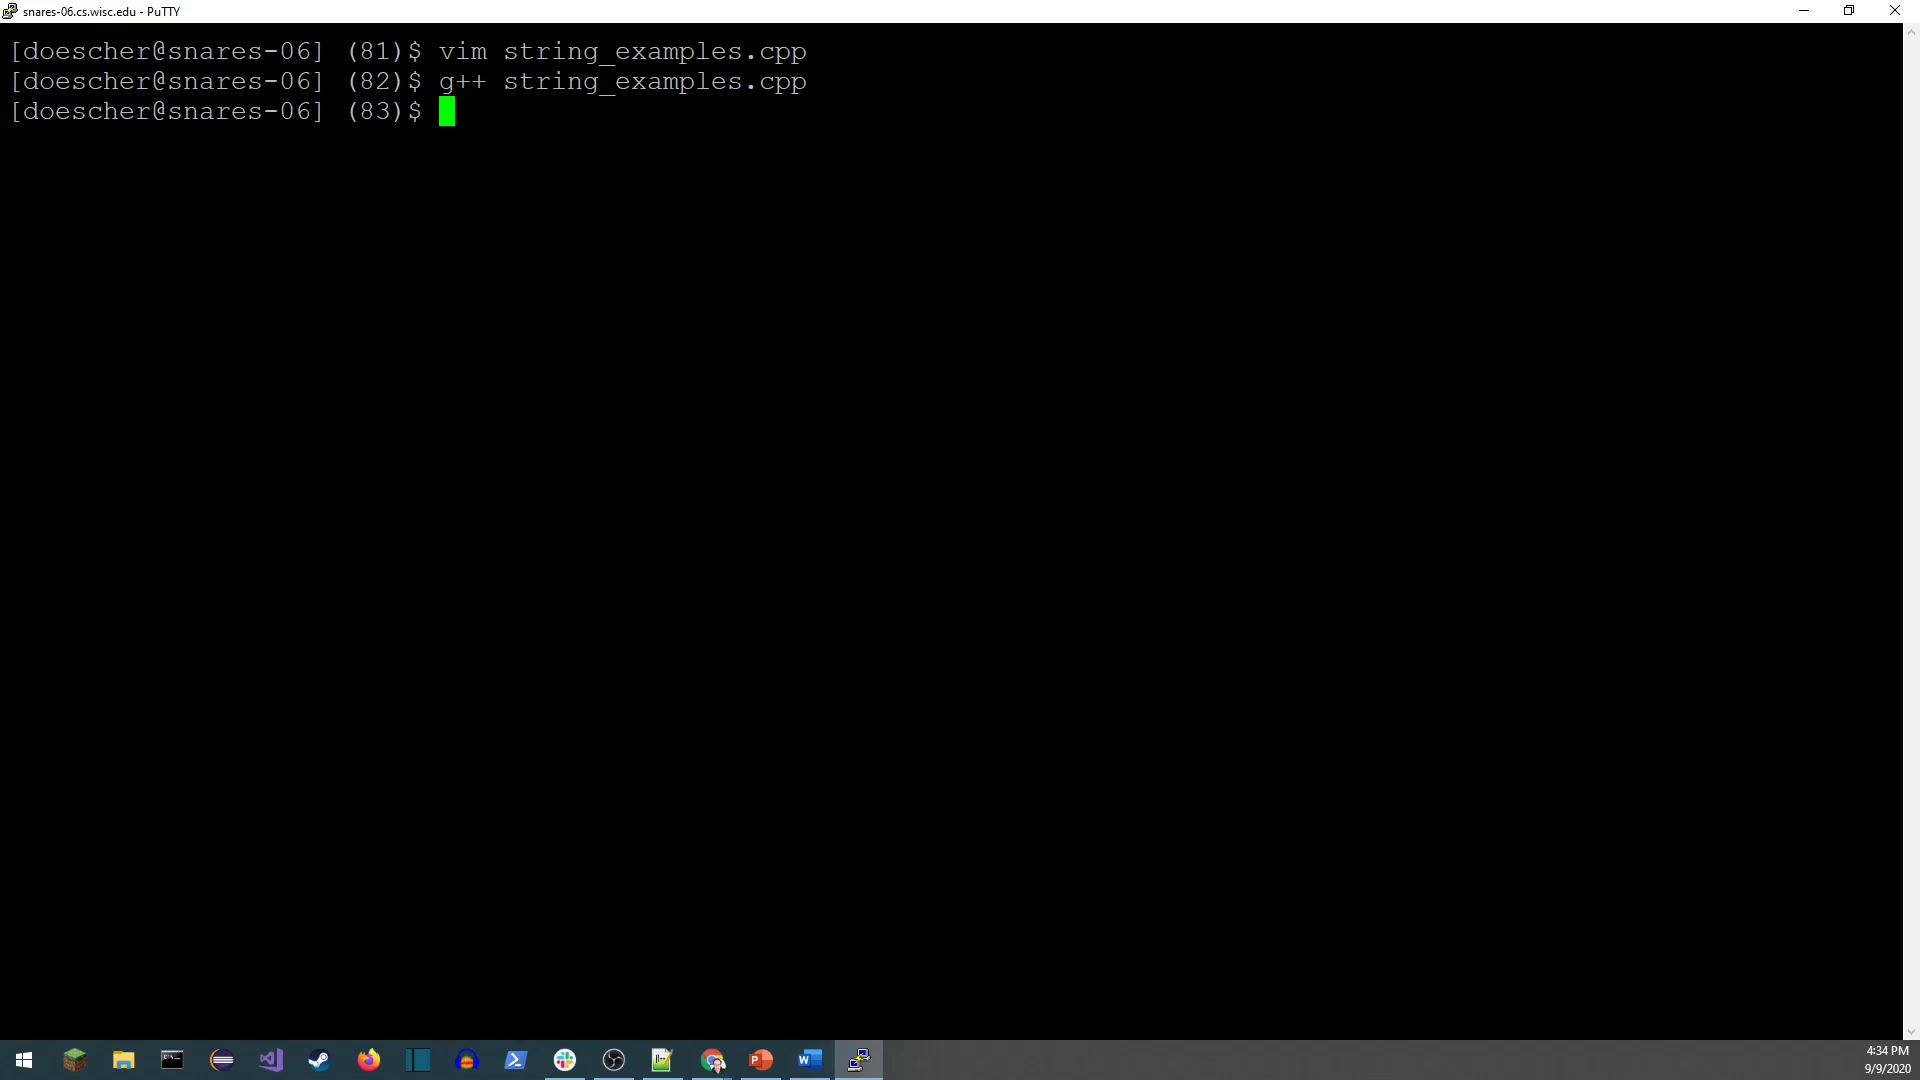 snares-06.cs.wisc.edu - PuTTY
[doescher@snares-06] (81)$ vim string_examples.cpp
[doescher@snares-06] (82)$ g++ string_examples.cpp
[doescher@snares-06] (83)$
4:34 PM
9/9/2020